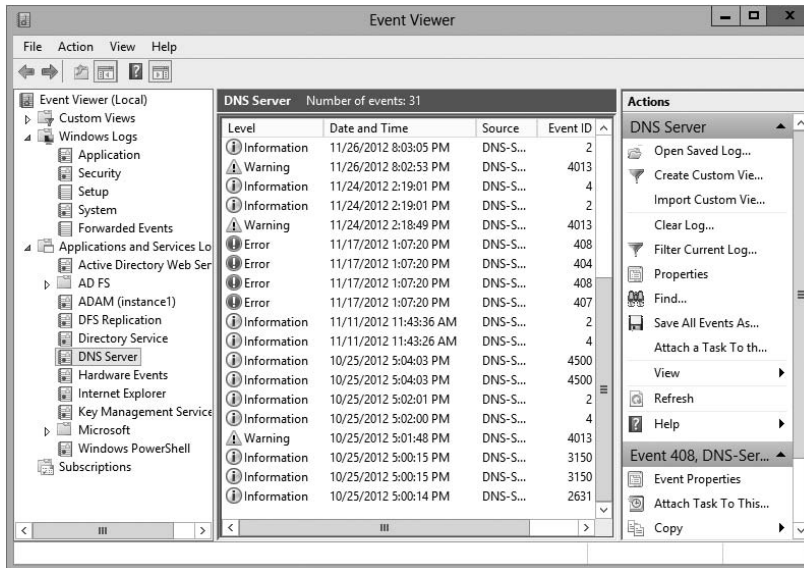 Event Viewer
File Action View Help
Event Viewer (Local)
Custom Views
Windows Logs
Application
Security
Setup
System
Forwarded Events
Applications and Services Lo
Active Directory Web Ser
AD FS
ADAM (instance1)
DFS Replication
Directory Service
DNS Server
Hardware Events
Internet Explorer
Key Management Service
Microsoft
Windows PowerShell
Subscriptions
DNS Server Number of events: 31
Level Date and Time Source Event ID
Information 11/26/2012 8:03:05 PM DNS-S... 2
Warning 11/26/2012 8:02:53 PM DNS-S... 4013
Information 11/24/2012 2:19:01 PM DNS-S... 4
Information 11/24/2012 2:19:01 PM DNS-S... 2
Warning 11/24/2012 2:18:49 PM DNS-S... 4013
Error 11/17/2012 1:07:20 PM DNS-S... 408
Error 11/17/2012 1:07:20 PM DNS-S... 404
Error 11/17/2012 1:07:20 PM DNS-S... 408
Error 11/17/2012 1:07:20 PM DNS-S... 407
Information 11/11/2012 11:43:36 AM DNS-S... 2
Information 11/11/2012 11:43:26 AM DNS-S... 4
Information 10/25/2012 5:04:03 PM DNS-S... 4500
Information 10/25/2012 5:04:03 PM DNS-S... 4500
Information 10/25/2012 5:02:01 PM DNS-S... 2
Information 10/25/2012 5:02:00 PM DNS-S... 4
Warning 10/25/2012 5:01:48 PM DNS-S... 4013
Information 10/25/2012 5:00:15 PM DNS-S... 3150
Information 10/25/2012 5:00:15 PM DNS-S... 3150
Information 10/25/2012 5:00:14 PM DNS-S... 2631
Actions
DNS Server
Open Saved Log...
Create Custom Vie...
Import Custom Vie...
Clear Log...
Filter Current Log...
Properties
Find...
Save All Events As...
Attach a Task To th...
View
Refresh
Help
Event 408, DNS-Ser...
Event Properties
Attach Task To This...
Copy